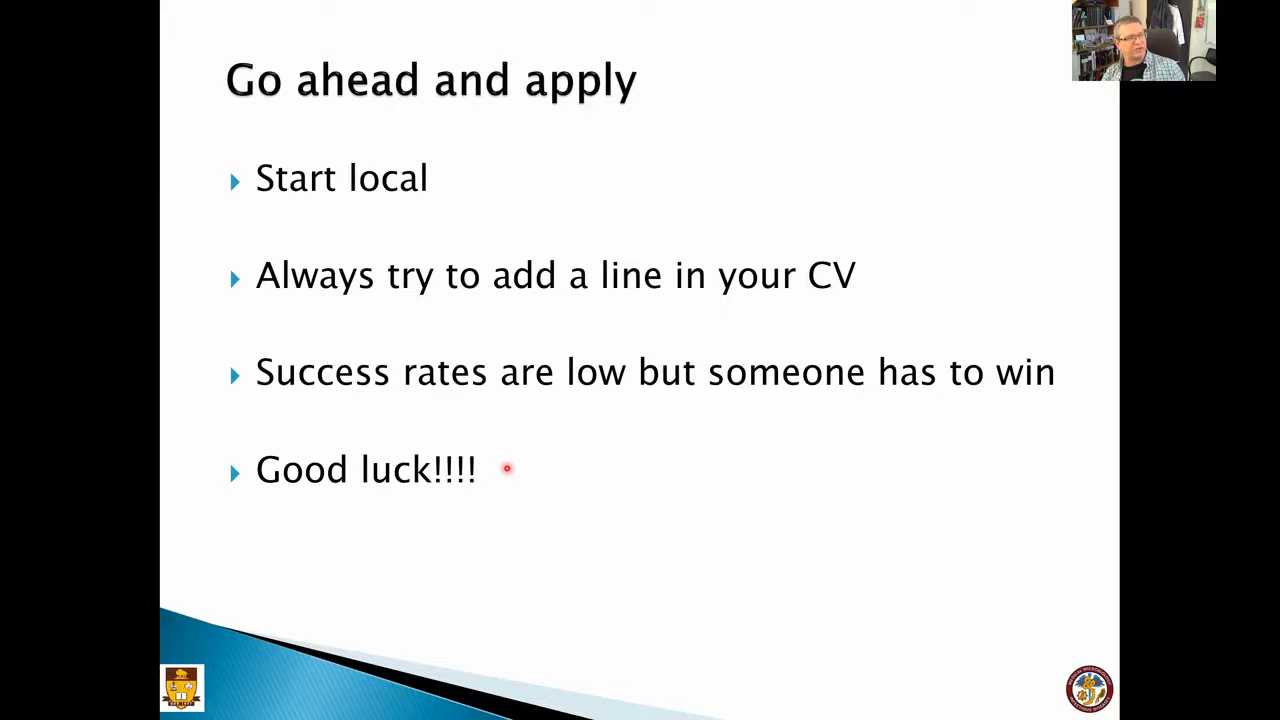 Go ahead and apply
Start local
Always try to add a line in your CV
Success rates are low but someone has to win
Good luck!!!!